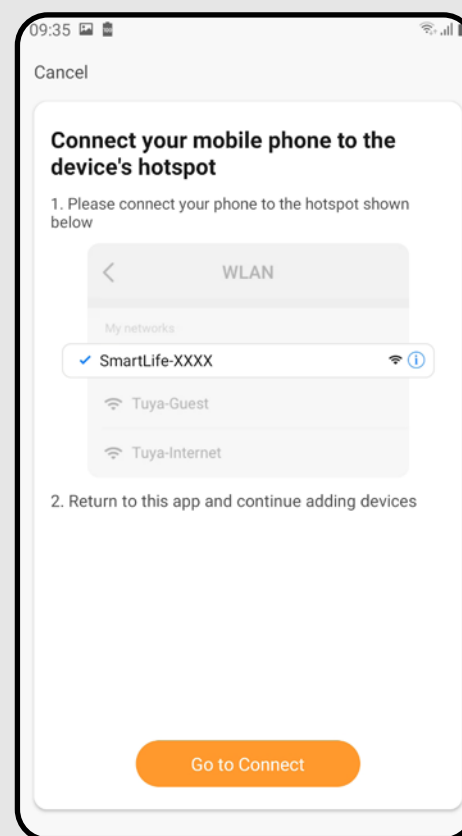 09:35
Cancel
Connect your mobile phone to the
device's hotspot
1. Please connect your phone to the hotspot shown
below
WLAN
My networks
SmartLife-XXXX
Tuya-Guest
Tuya-Internet
2. Return to this app and continue adding devices
Go to Connect